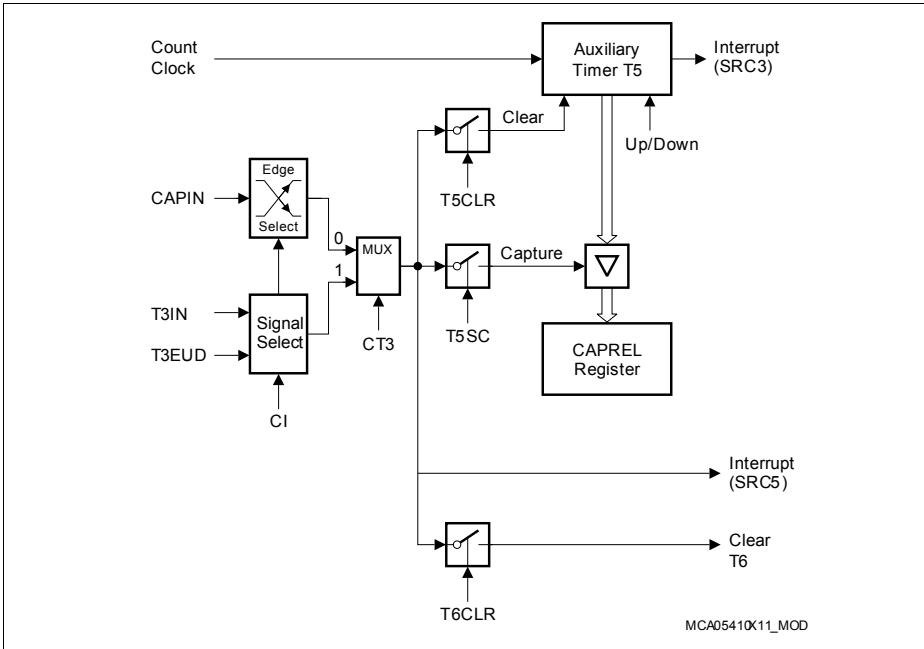 Count
Clock
Auxiliary
Timer T5
Interrupt
(SRC3)
Clear
Up/Down
T5CLR
Edge
Select
CAPIN
0
1
MUX
Capture
T3IN
T3EUD
Signal
Select
CT3
T5SC
CAPREL
Register
CI
Interrupt
(SRC5)
Clear
T6
T6CLR
MCA05410X11_MOD